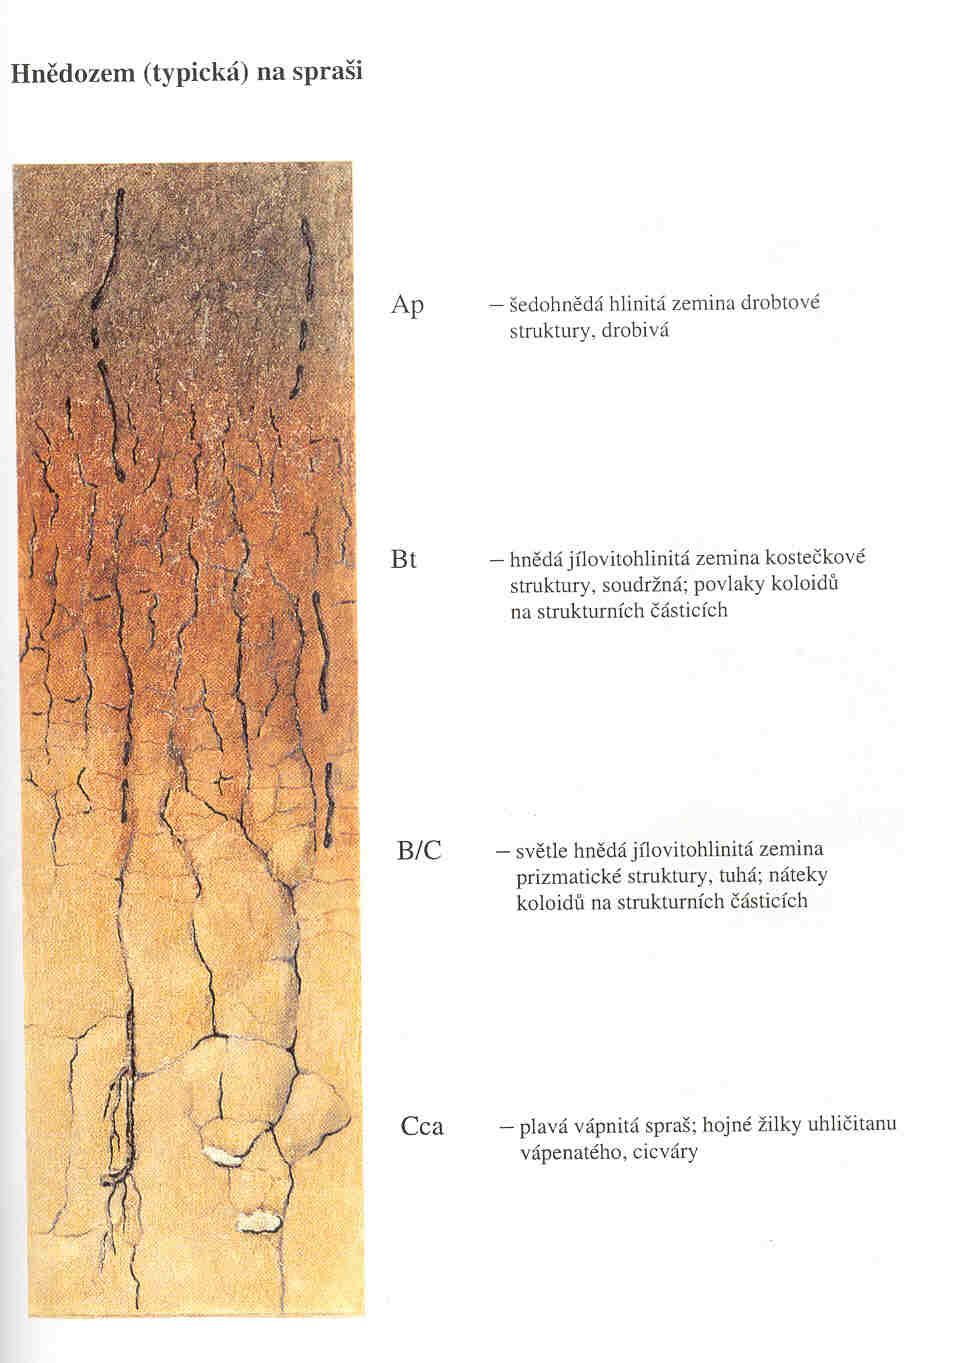 Hnědozem (typická) na spraši
Ap
– šedohnědá hlinitá zemina drobtové
struktury, drobivá
Bt
– hnědá jílovitohlinitá zemina kostečkové
struktury, soudržná; povlaky koloidů
na strukturních částicích
B/C
– světle hnědá jílovitohlinitá zemina
prizmatické struktury, tuhá; náteky
koloidů na strukturních částicích
Cca
– plavá vápnitá spraš; hojné žilky uhličitanu
vápenatého, cicváry